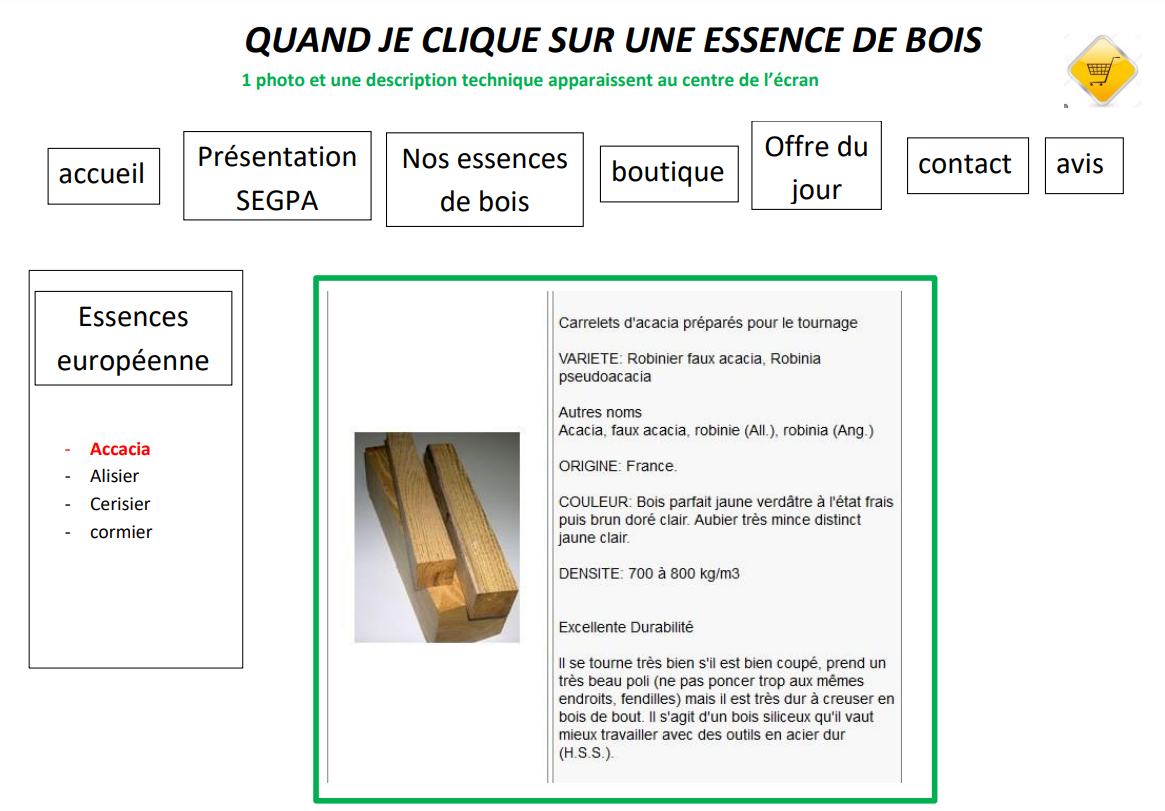 QUAND JE CLIQUE SUR UNE ESSENCE DE BOIS
1 photo et une description technique apparaissent au centre de l'écran
accueil
Présentation
SEGPA
Nos essences
de bois
boutique
Offre du
jour
contact
avis
Essences
européenne
- Accacia
- Alisier
- Cerisier
- cormier
Carrelets d'acacia préparés pour le tournage
VARIETE: Robinier faux acacia, Robinia
pseudoacacia
Autres noms
Acacia, faux acacia, robinie (All.), robinia (Ang.)
ORIGINE: France.
COULEUR: Bois parfait jaune verdâtre à l'état frais
puis brun doré clair. Aubier très mince distinct
jaune clair.
DENSITE: 700 à 800 kg/m3
Excellente Durabilité
Il se tourne très bien s'il est bien coupé, prend un
très beau poli (ne pas poncer trop aux mêmes
endroits, fendilles) mais il est très dur à creuser en
bois de bout. Il s'agit d'un bois siliceux qu'il vaut
mieux travailler avec des outils en acier dur
(H.S.S.).